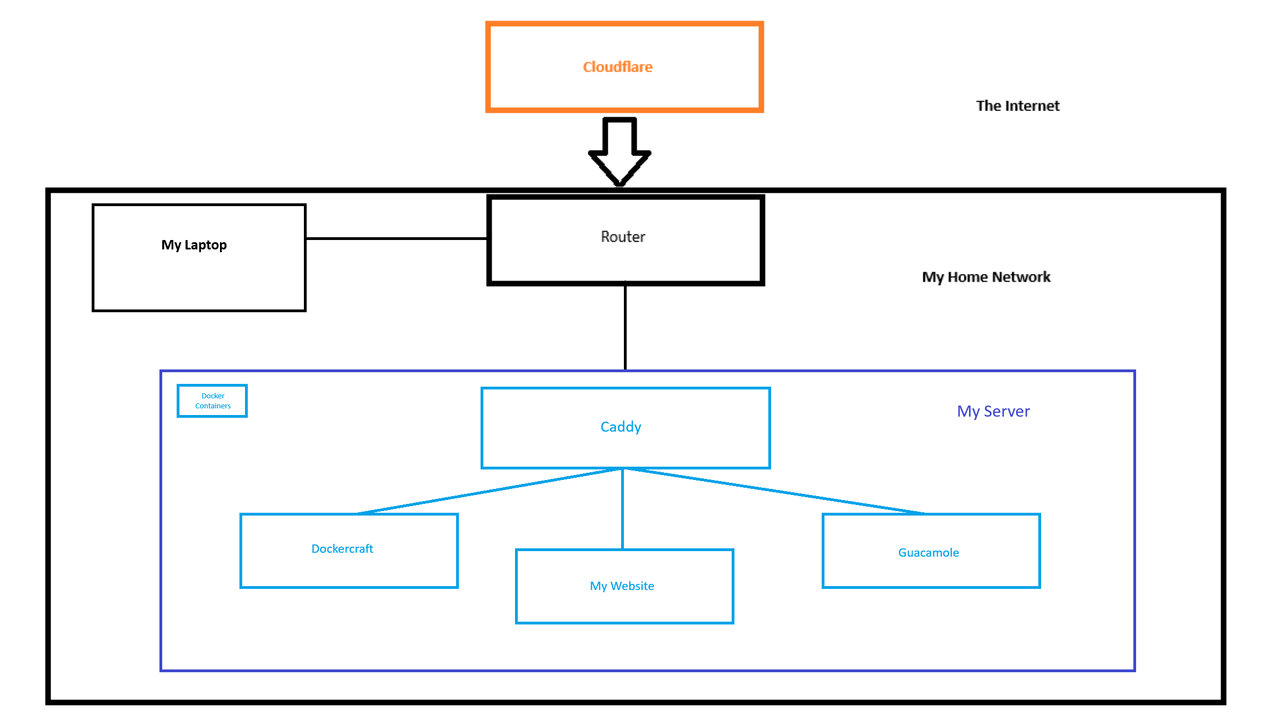 Cloudflare
The Internet
My Laptop
Router
My Home Network
Docker
Containers
Caddy
My Server
Dockercraft
My Website
Guacamole